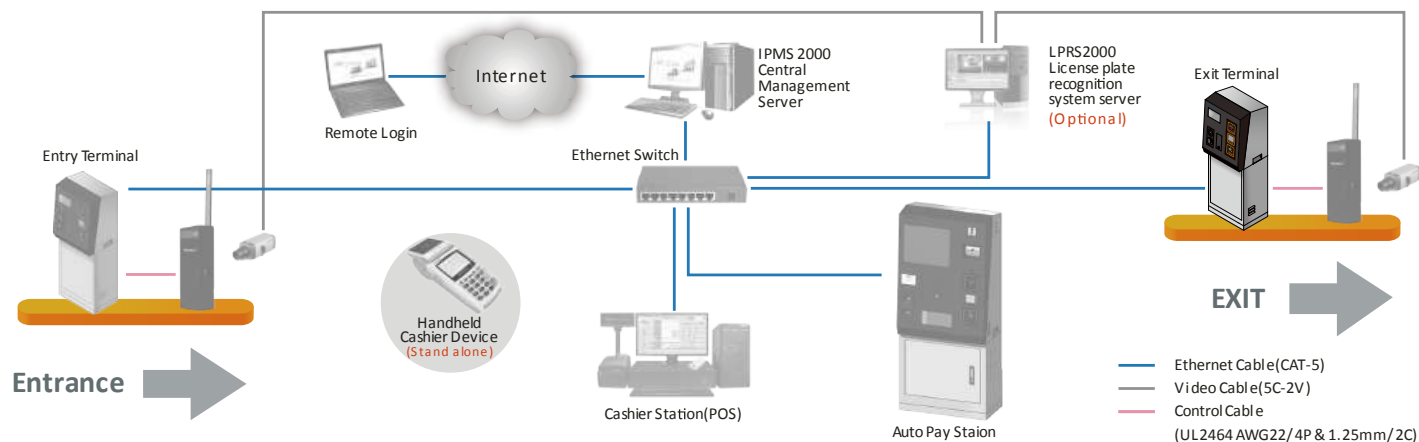 Internet
IPMS 2000
Central
Management
Server
LPRS2000
License plate
recognition
system server
(Optional)
Exit Terminal
Remote Login
Entry Terminal
Ethernet Switch
Handheld
Cashier Device
(Stand alone)
EXIT
Entrance
Cashier Station(POS)
Auto Pay Staion
Ethernet Cable(CAT-5)
Video Cable(5C-2V)
Control Cable
(UL2464 AWG22/4P & 1.25mm/2C)